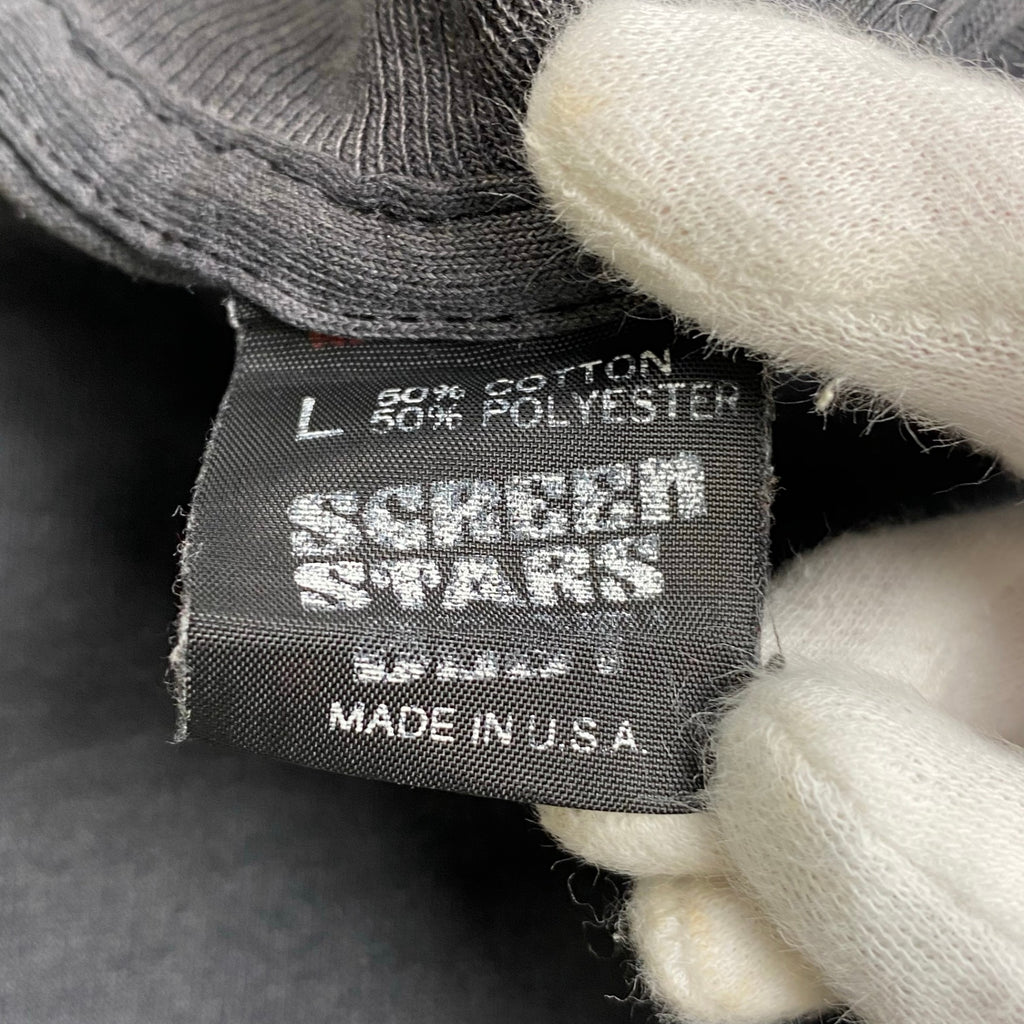 L 50% COTTON
50% POLYESTER
SCREEN
STARS
MADE IN U.S.A.